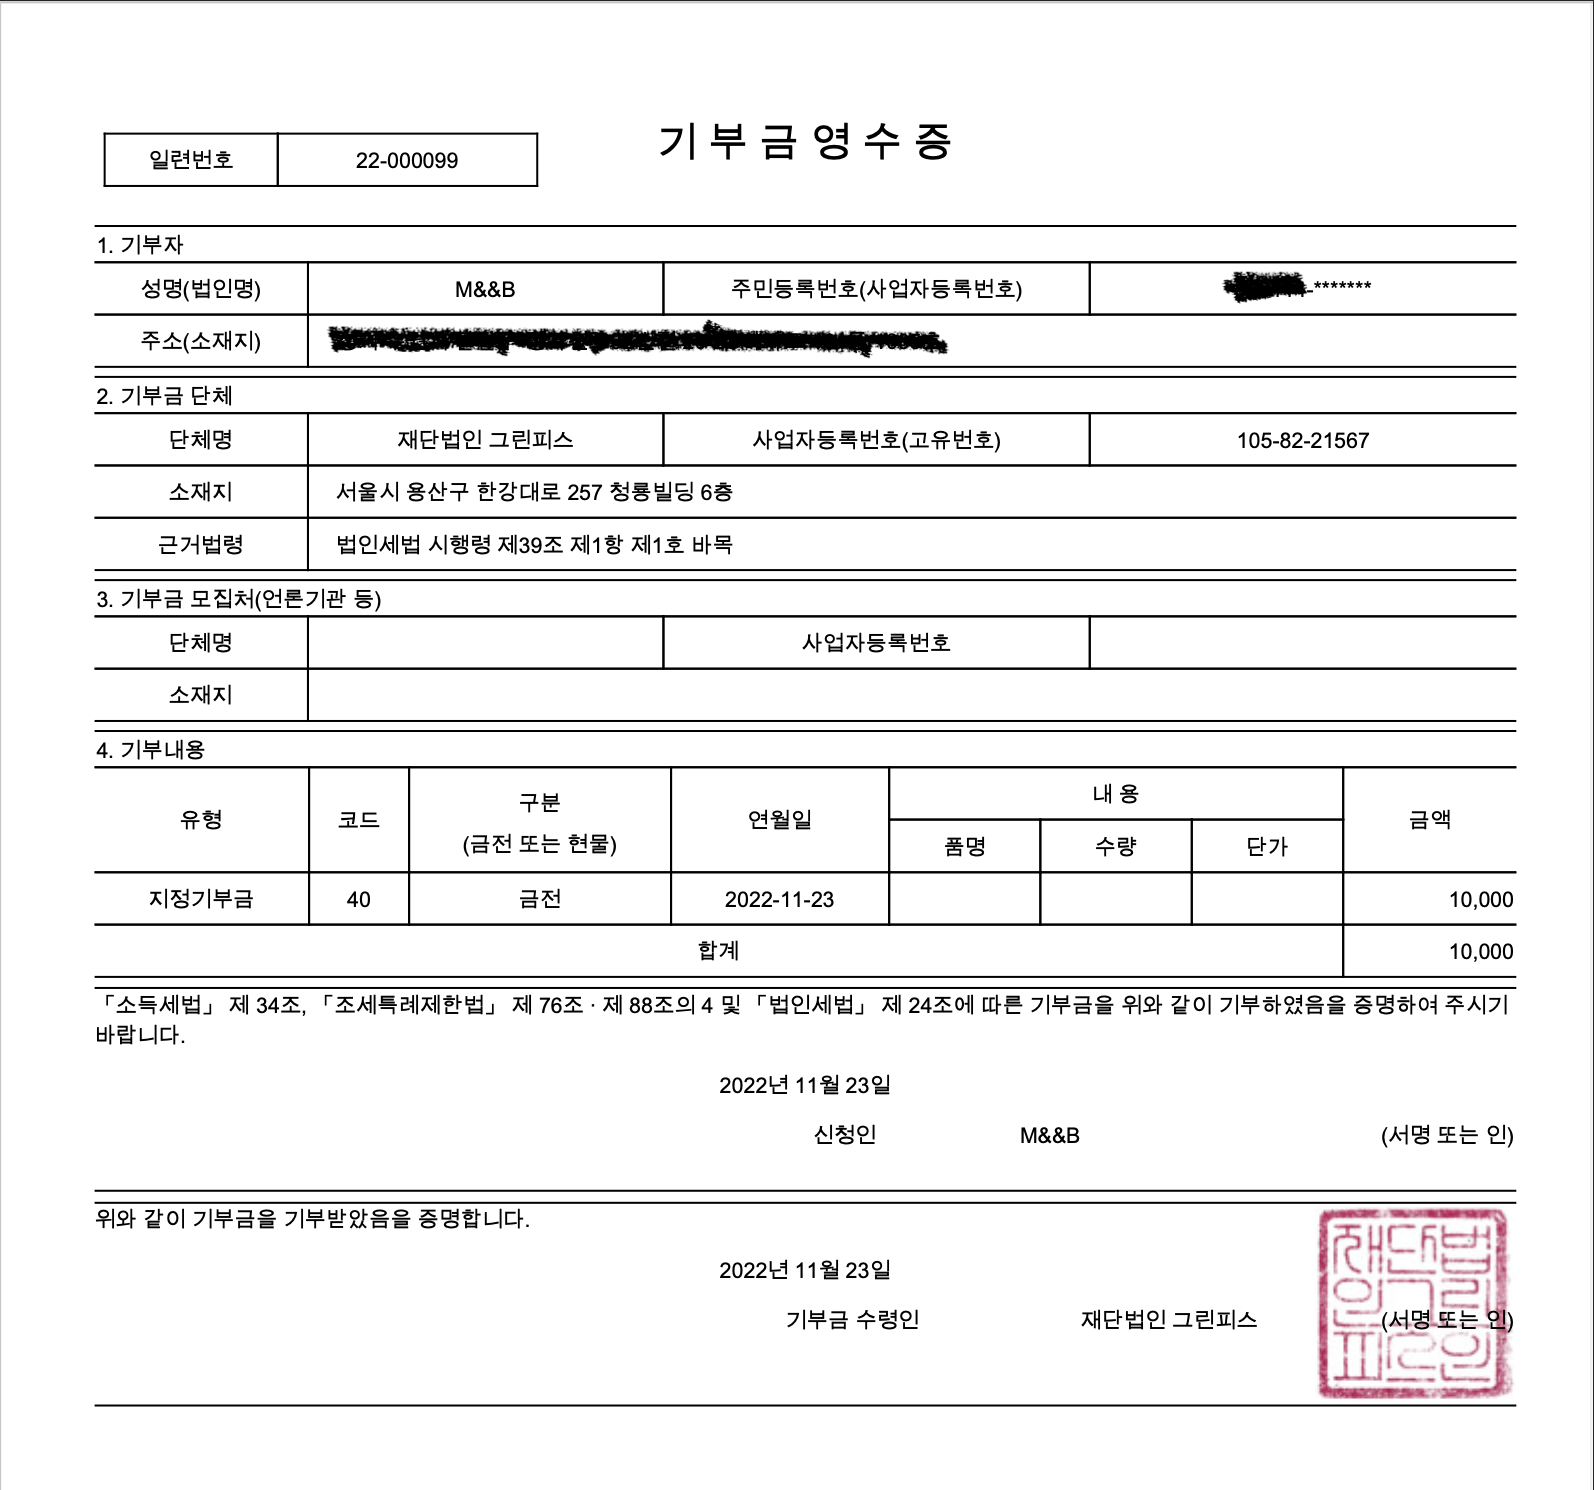 일련번호 22-000099
기부금영수증
1. 기부자
성명(법인명) M&&B 주민등록번호(사업자등록번호) -*******
주소(소재지)
2. 기부금 단체
단체명 재단법인 그린피스 사업자등록번호(고유번호) 105-82-21567
소재지 서울시 용산구 한강대로 257 청룡빌딩 6층
근거법령 법인세법 시행령 제39조 제1항 제1호 바목
3. 기부금 모집처(언론기관 등)
단체명 사업자등록번호
소재지
4. 기부내용
유형 코드 구분 (금전 또는 현물) 연월일 내 용 금액
품명 수량 단가
지정기부금 40 금전 2022-11-23 10,000
합계 10,000
「소득세법」 제 34조, 「조세특례제한법」 제 76조 · 제 88조의 4 및 「법인세법」 제 24조에 따른 기부금을 위와 같이 기부하였음을 증명하여 주시기
바랍니다.
2022년 11월 23일
신청인 M&&B (서명 또는 인)
위와 같이 기부금을 기부받았음을 증명합니다.
2022년 11월 23일
기부금 수령인 재단법인 그린피스 (서명 또는 인)
재단법
인그린
피스인